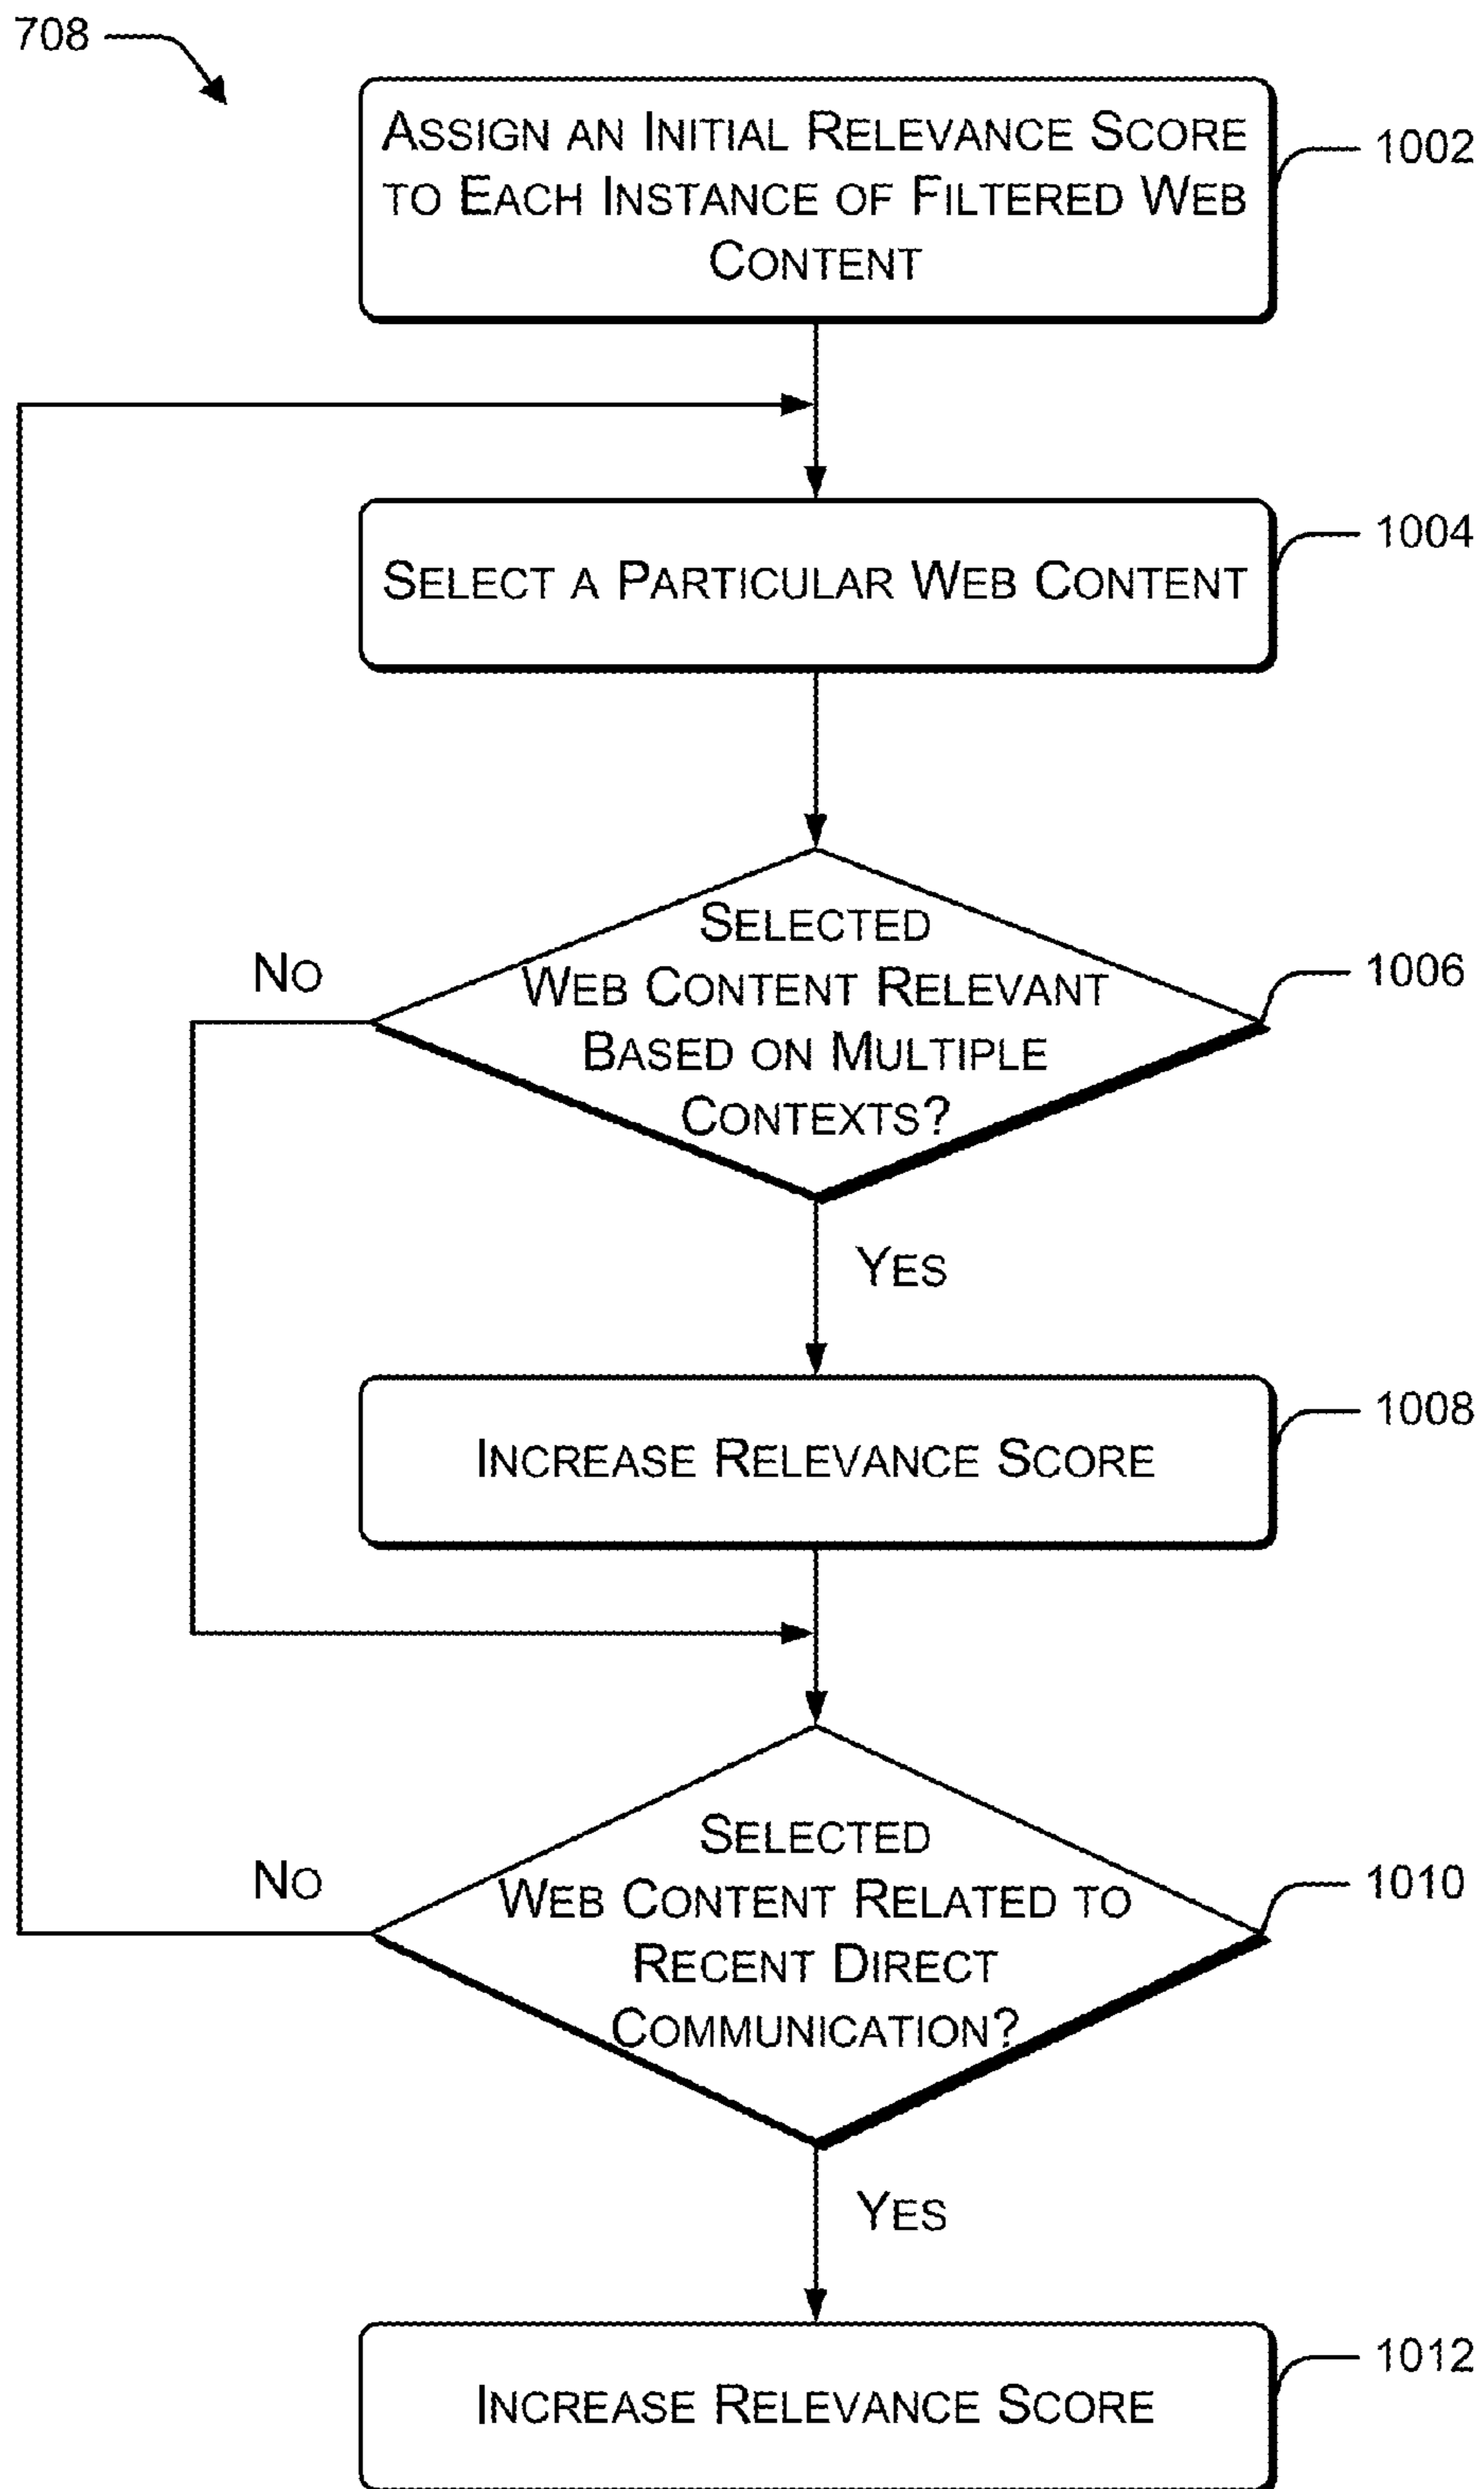 708
ASSIGN AN INITIAL RELEVANCE SCORE
TO EACH INSTANCE OF FILTERED WEB
CONTENT
1002
SELECT A PARTICULAR WEB CONTENT
1004
SELECTED
WEB CONTENT RELEVANT
BASED ON MULTIPLE
CONTEXTS?
1006
NO
YES
INCREASE RELEVANCE SCORE
1008
SELECTED
WEB CONTENT RELATED TO
RECENT DIRECT
COMMUNICATION?
1010
NO
YES
INCREASE RELEVANCE SCORE
1012